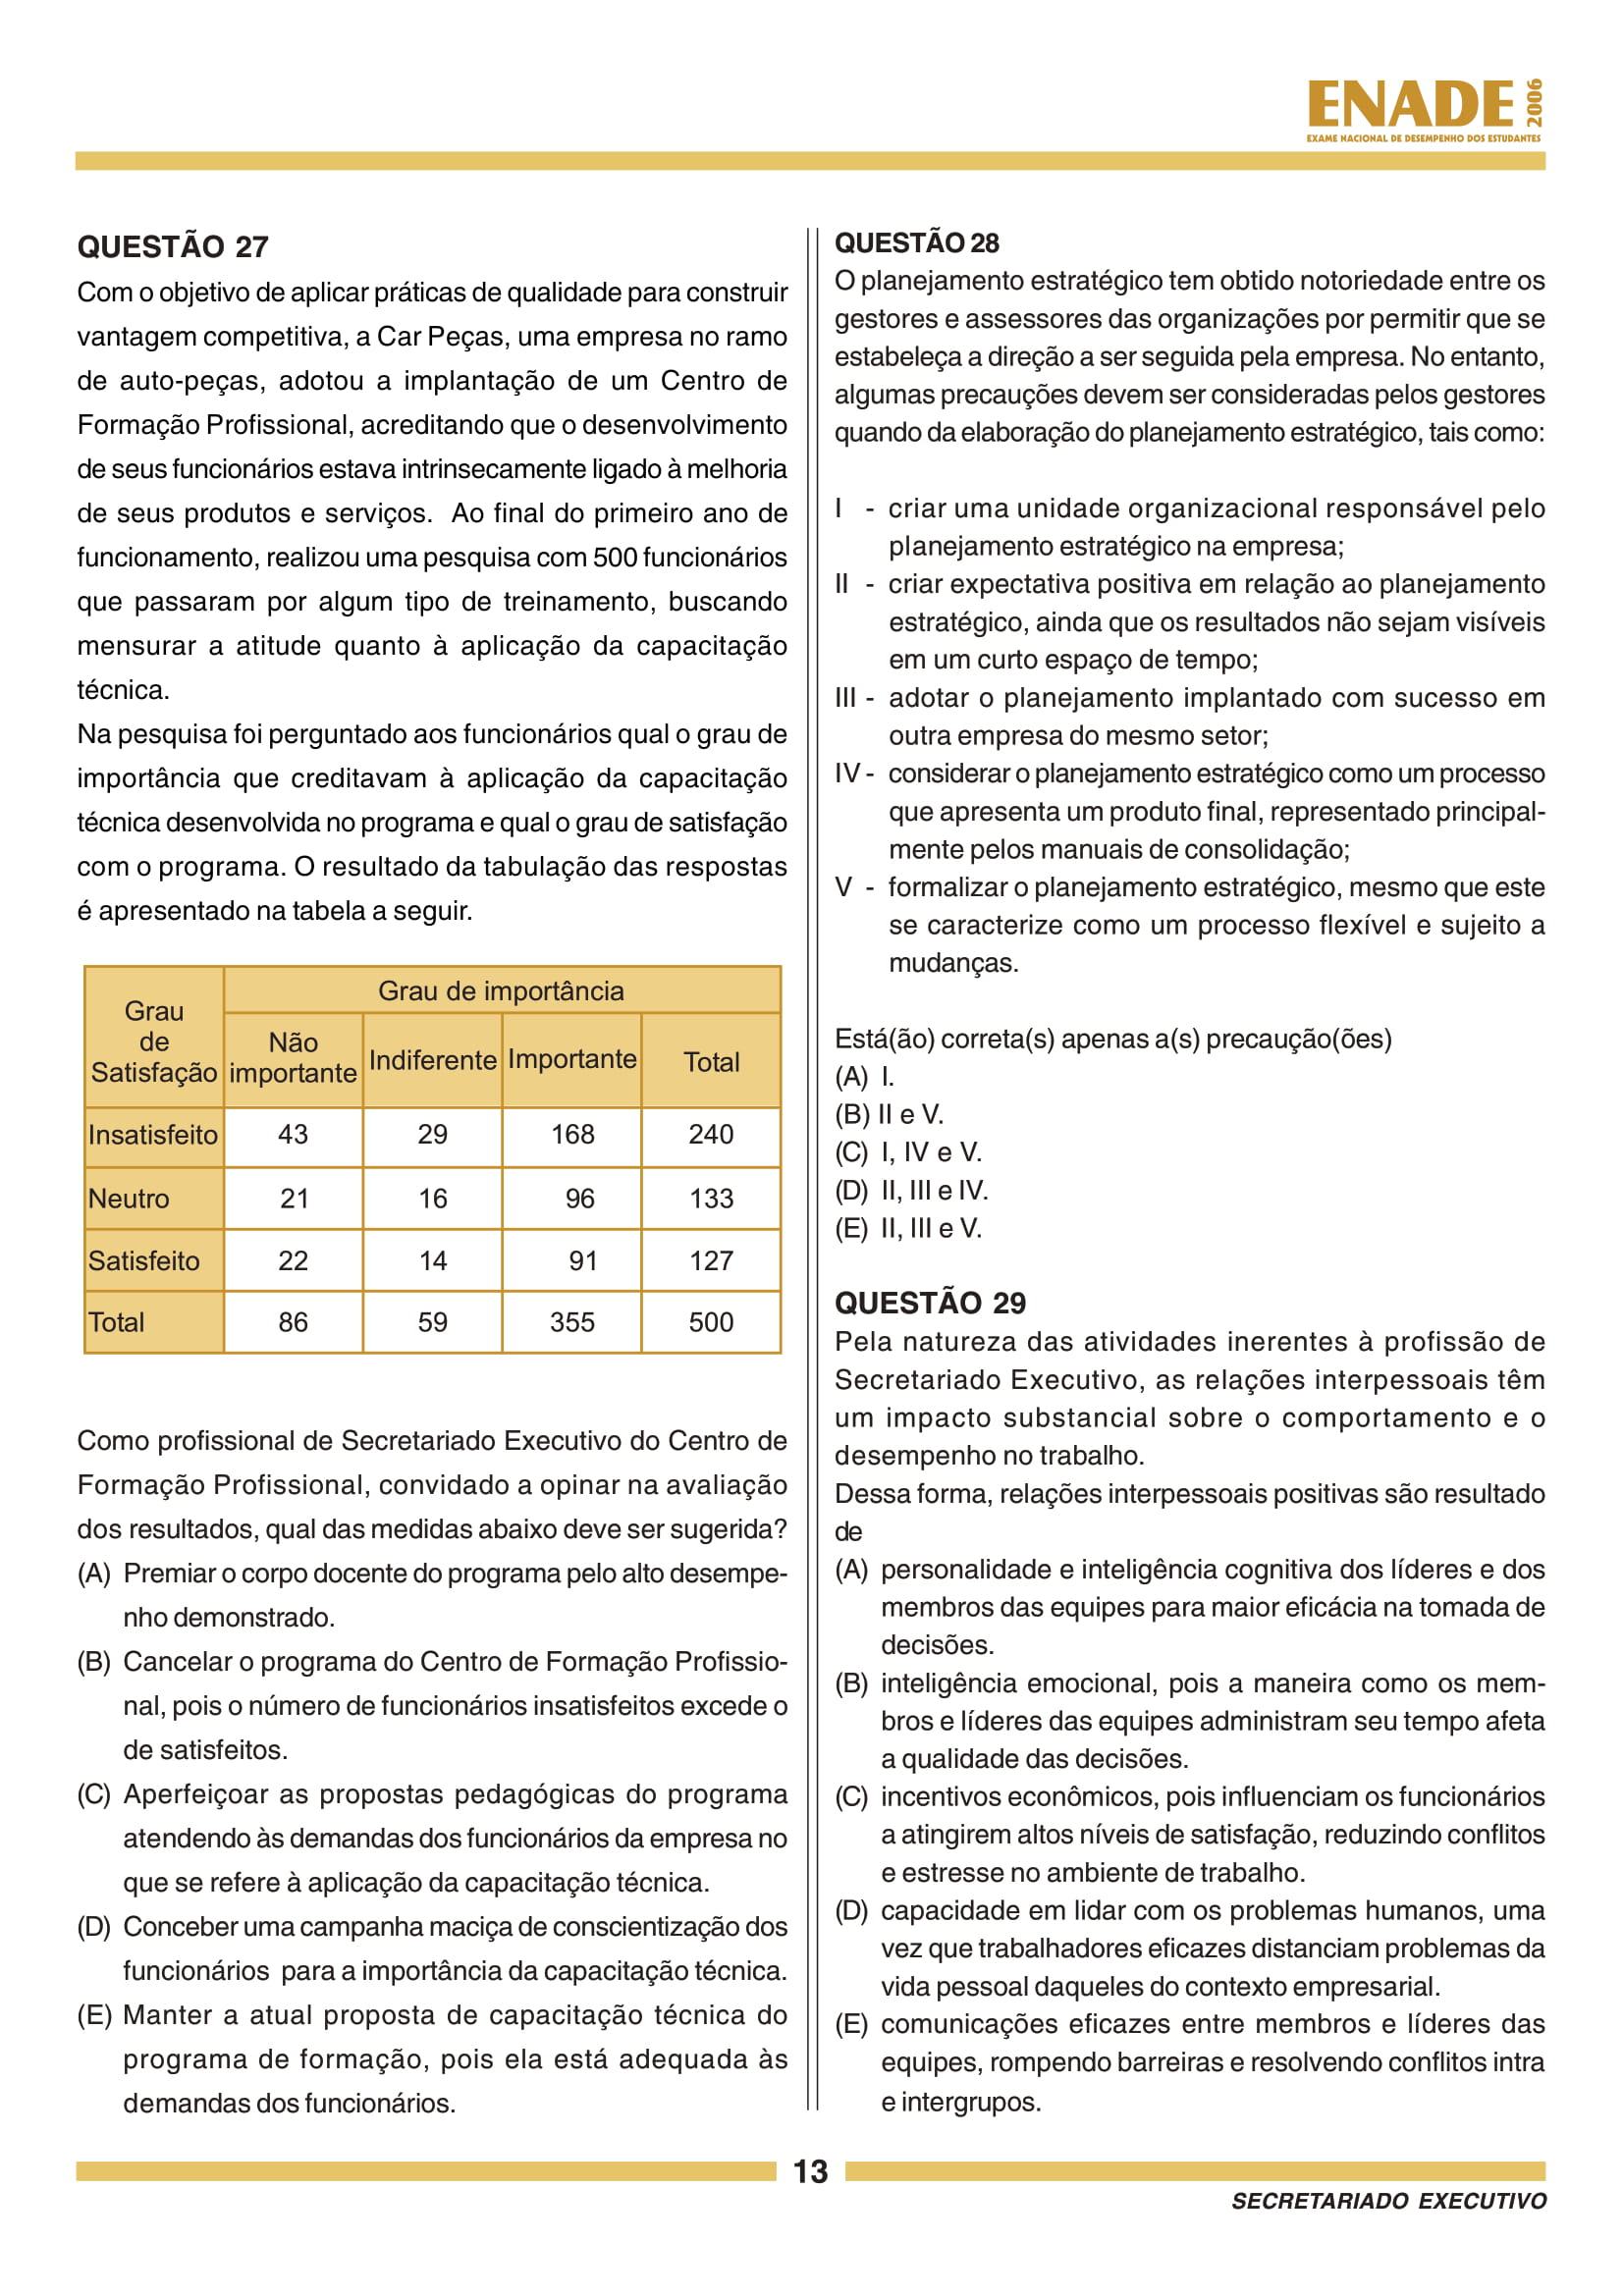 ENADE 2006
EXAME NACIONAL DE DESEMPENHO DOS ESTUDANTES
QUESTÃO 27
Com o objetivo de aplicar práticas de qualidade para construir
vantagem competitiva, a Car Peças, uma empresa no ramo
de auto-peças, adotou a implantação de um Centro de
Formação Profissional, acreditando que o desenvolvimento
de seus funcionários estava intrinsecamente ligado à melhoria
de seus produtos e serviços. Ao final do primeiro ano de
funcionamento, realizou uma pesquisa com 500 funcionários
que passaram por algum tipo de treinamento, buscando
mensurar a atitude quanto à aplicação da capacitação
técnica.
Na pesquisa foi perguntado aos funcionários qual o grau de
importância que creditavam à aplicação da capacitação
técnica desenvolvida no programa e qual o grau de satisfação
com o programa. O resultado da tabulação das respostas
é apresentado na tabela a seguir.
Grau de Satisfação | Grau de importância
Não importante | Indiferente | Importante | Total
Insatisfeito 43 29 168 240
Neutro 21 16 96 133
Satisfeito 22 14 91 127
Total 86 59 355 500
Como profissional de Secretariado Executivo do Centro de
Formação Profissional, convidado a opinar na avaliação
dos resultados, qual das medidas abaixo deve ser sugerida?
(A) Premiar o corpo docente do programa pelo alto desempe-
nho demonstrado.
(B) Cancelar o programa do Centro de Formação Profissio-
nal, pois o número de funcionários insatisfeitos excede o
de satisfeitos.
(C) Aperfeiçoar as propostas pedagógicas do programa
atendendo às demandas dos funcionários da empresa no
que se refere à aplicação da capacitação técnica.
(D) Conceber uma campanha maciça de conscientização dos
funcionários para a importância da capacitação técnica.
(E) Manter a atual proposta de capacitação técnica do
programa de formação, pois ela está adequada às
demandas dos funcionários.
QUESTÃO 28
O planejamento estratégico tem obtido notoriedade entre os
gestores e assessores das organizações por permitir que se
estabeleça a direção a ser seguida pela empresa. No entanto,
algumas precauções devem ser consideradas pelos gestores
quando da elaboração do planejamento estratégico, tais como:
I - criar uma unidade organizacional responsável pelo
planejamento estratégico na empresa;
II - criar expectativa positiva em relação ao planejamento
estratégico, ainda que os resultados não sejam visíveis
em um curto espaço de tempo;
III - adotar o planejamento implantado com sucesso em
outra empresa do mesmo setor;
IV - considerar o planejamento estratégico como um processo
que apresenta um produto final, representado principal-
mente pelos manuais de consolidação;
V - formalizar o planejamento estratégico, mesmo que este
se caracterize como um processo flexível e sujeito a
mudanças.
Está(ão) correta(s) apenas a(s) precaução(ões)
(A) I.
(B) II e V.
(C) I, IV e V.
(D) II, III e IV.
(E) II, III e V.
QUESTÃO 29
Pela natureza das atividades inerentes à profissão de
Secretariado Executivo, as relações interpessoais têm
um impacto substancial sobre o comportamento e o
desempenho no trabalho.
Dessa forma, relações interpessoais positivas são resultado
de
(A) personalidade e inteligência cognitiva dos líderes e dos
membros das equipes para maior eficácia na tomada de
decisões.
(B) inteligência emocional, pois a maneira como os mem-
bros e líderes das equipes administram seu tempo afeta
a qualidade das decisões.
(C) incentivos econômicos, pois influenciam os funcionários
a atingirem altos níveis de satisfação, reduzindo conflitos
e estresse no ambiente de trabalho.
(D) capacidade em lidar com os problemas humanos, uma
vez que trabalhadores eficazes distanciam problemas da
vida pessoal daqueles do contexto empresarial.
(E) comunicações eficazes entre membros e líderes das
equipes, rompendo barreiras e resolvendo conflitos intra
e intergrupos.
13
SECRETARIADO EXECUTIVO